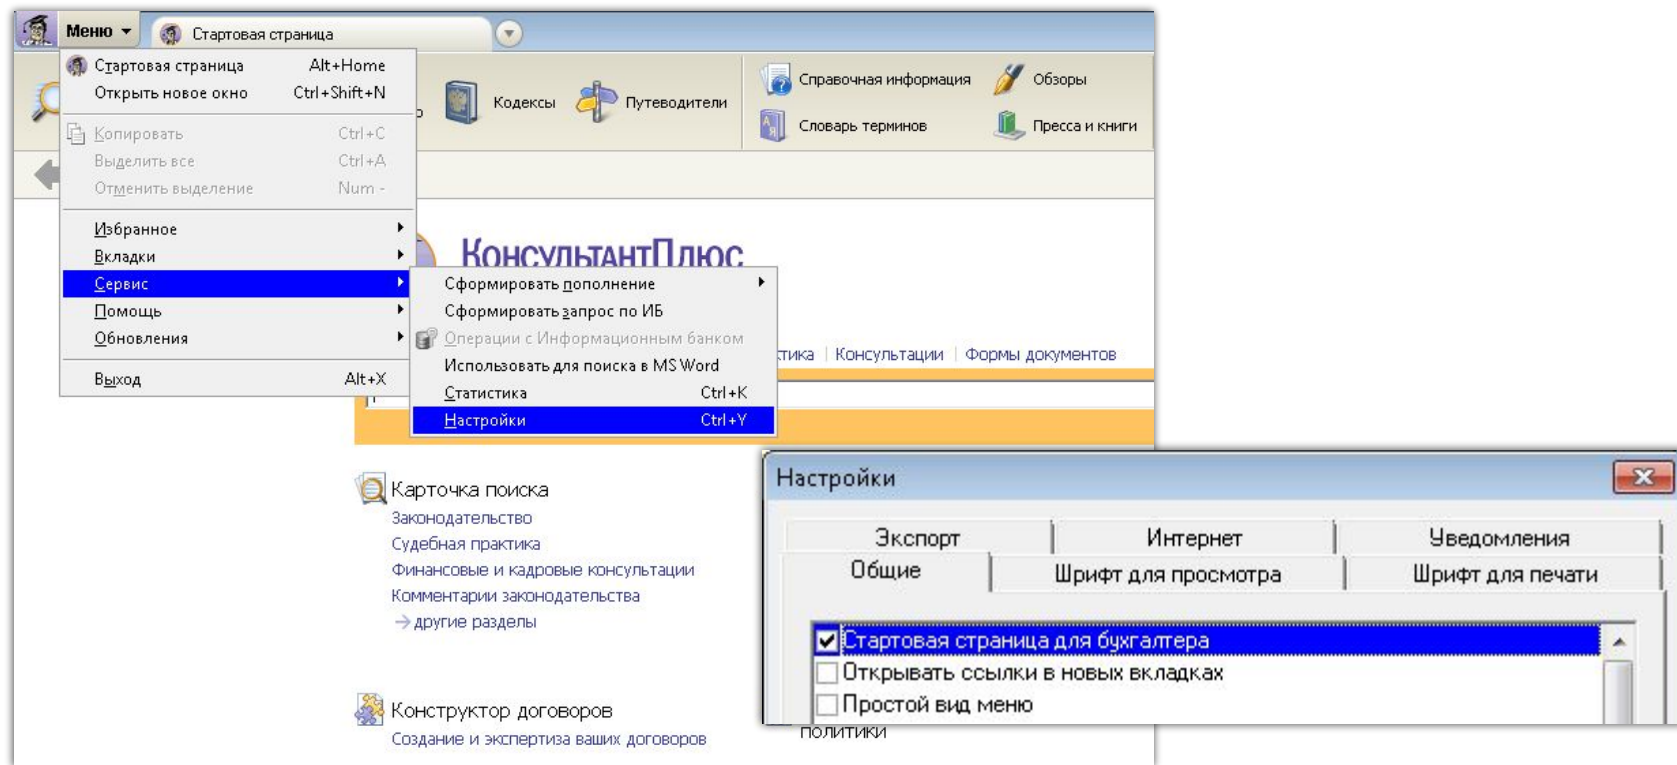 Меню
Стартовая страница
Стартовая страница Alt+Home
Открыть новое окно Ctrl+Shift+N
Копировать Ctrl+C
Выделить все Ctrl+A
Отменить выделение Num -
Избранное
Вкладки
Сервис
Помощь
Обновления
Выход Alt+X
Кодексы
Путеводители
Справочная информация
Словарь терминов
Обзоры
Пресса и книги
КонсультантПлюс
Сформировать пополнение
Сформировать запрос по ИБ
Операции с Информационным банком
Использовать для поиска в MS Word
Статистика Ctrl+K
Настройки Ctrl+Y
Консультации | Формы документов
Карточка поиска
Законодательство
Судебная практика
Финансовые и кадровые консультации
Комментарии законодательства
→ другие разделы
Конструктор договоров
Создание и экспертиза ваших договоров
политики
Настройки
Экспорт Интернет Уведомления
Общие Шрифт для просмотра Шрифт для печати
Стартовая страница для бухгалтера
Открывать ссылки в новых вкладках
Простой вид меню